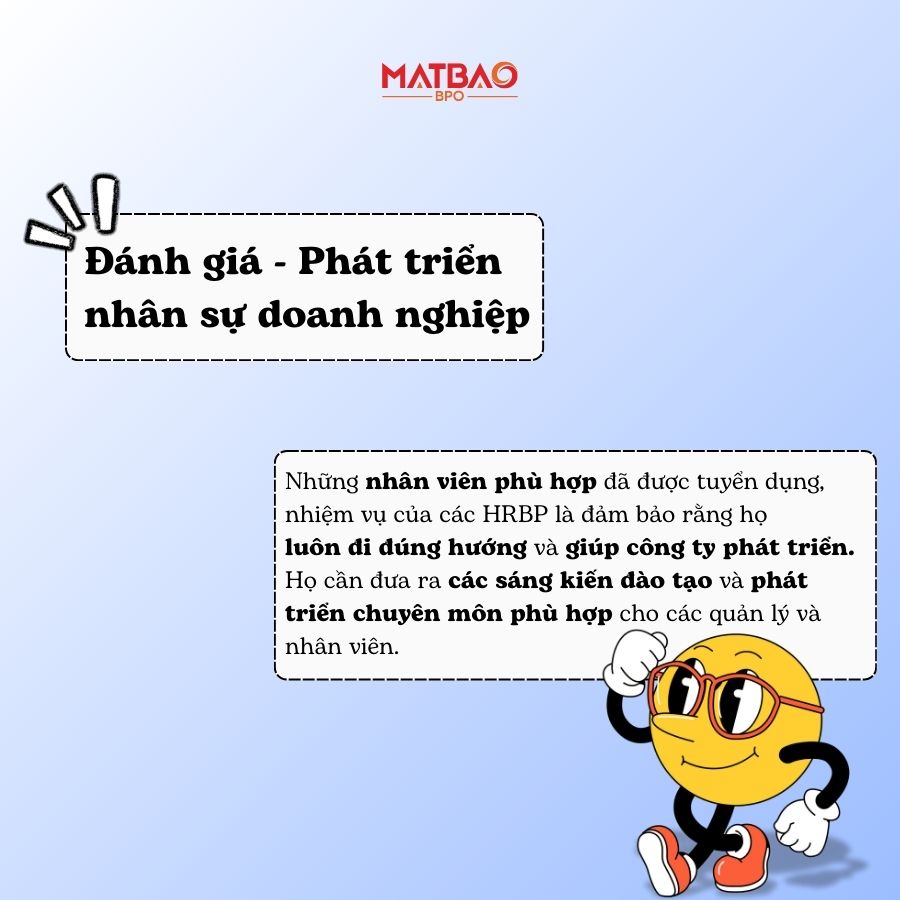 MATBAO
BPO
Đánh giá - Phát triển
nhân sự doanh nghiệp
Những nhân viên phù hợp đã được tuyển dụng,
nhiệm vụ của các HRBP là đảm bảo rằng họ
luôn đi đúng hướng và giúp công ty phát triển.
Họ cần đưa ra các sáng kiến đào tạo và phát
triển chuyên môn phù hợp cho các quản lý và
nhân viên.